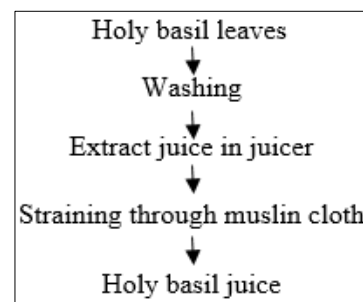 Holy basil leaves
Washing
Extract juice in juicer
Straining through muslin cloth
Holy basil juice